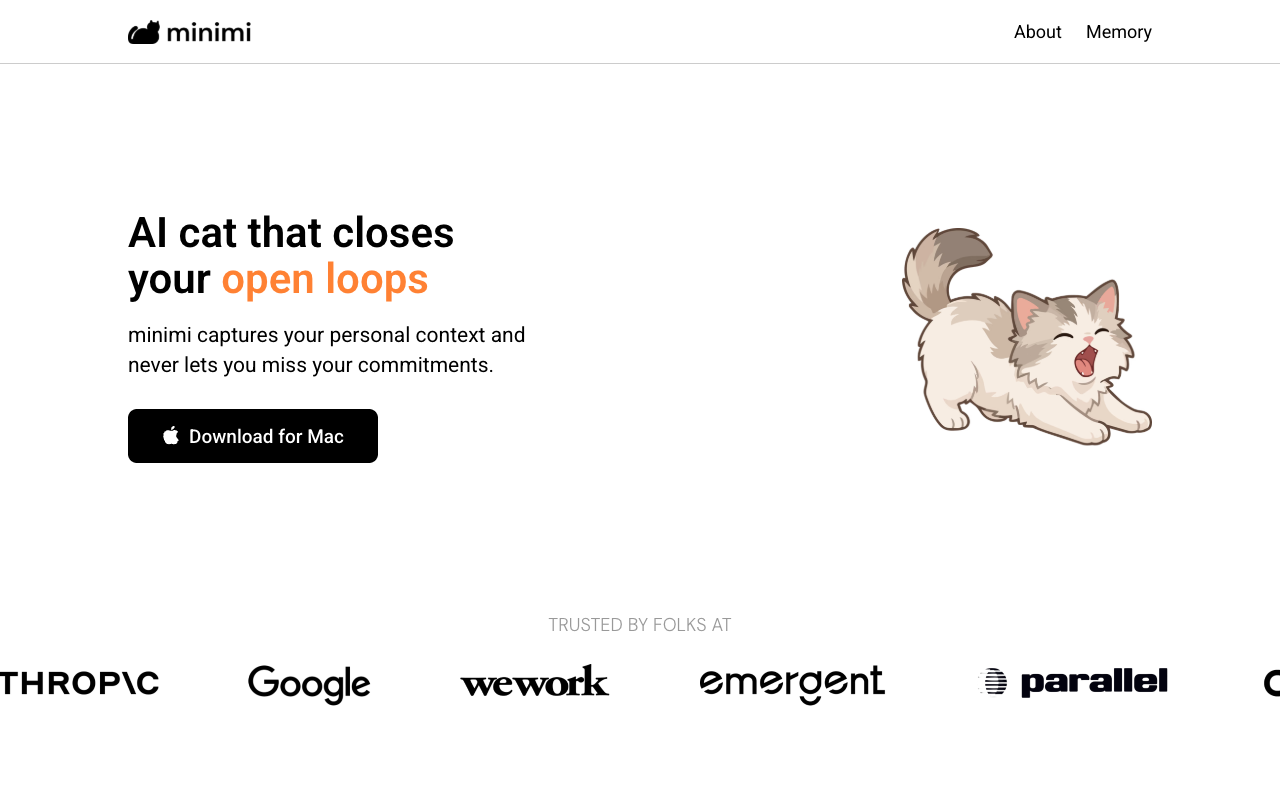 minimi
About
Memory
AI cat that closes
your open loops
minimi captures your personal context and
never lets you miss your commitments.
Download for Mac
TRUSTED BY FOLKS AT
THROP\C
Google
wework
emergent
parallel